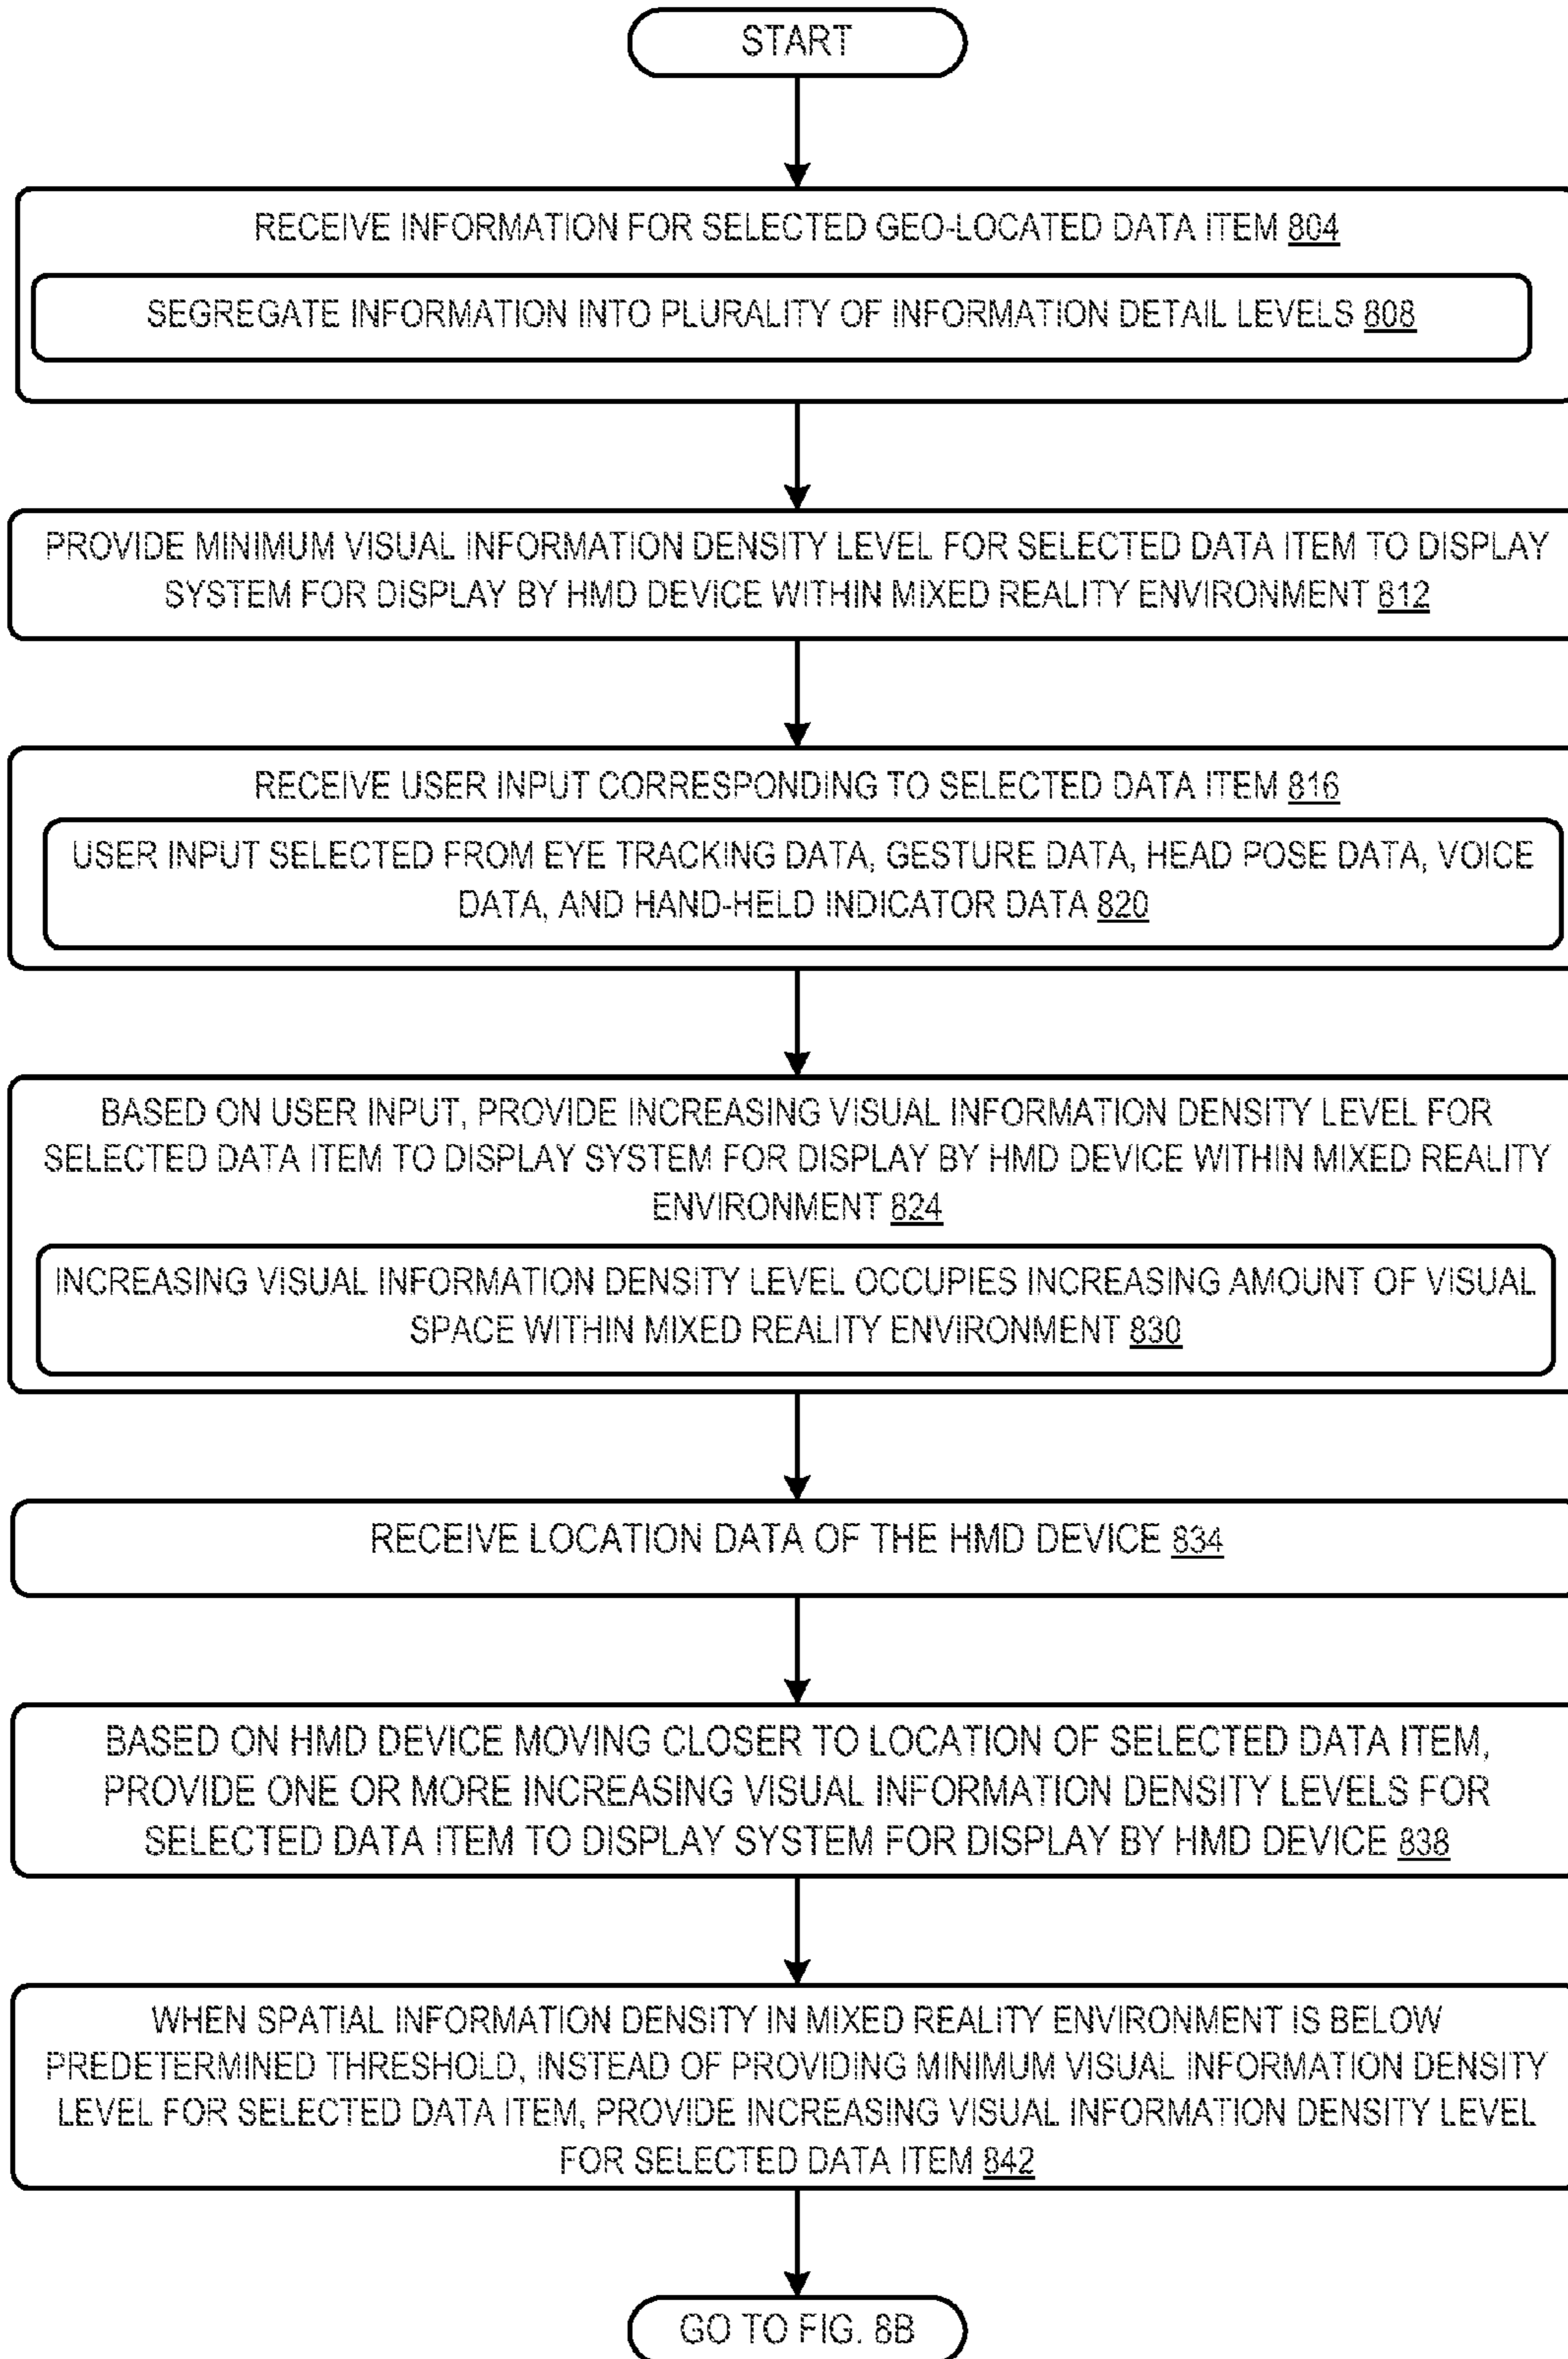 START
RECEIVE INFORMATION FOR SELECTED GEO-LOCATED DATA ITEM 804
SEGREGATE INFORMATION INTO PLURALITY OF INFORMATION DETAIL LEVELS 808
PROVIDE MINIMUM VISUAL INFORMATION DENSITY LEVEL FOR SELECTED DATA ITEM TO DISPLAY
SYSTEM FOR DISPLAY BY HMD DEVICE WITHIN MIXED REALITY ENVIRONMENT 812
RECEIVE USER INPUT CORRESPONDING TO SELECTED DATA ITEM 816
USER INPUT SELECTED FROM EYE TRACKING DATA, GESTURE DATA, HEAD POSE DATA, VOICE
DATA, AND HAND-HELD INDICATOR DATA 820
BASED ON USER INPUT, PROVIDE INCREASING VISUAL INFORMATION DENSITY LEVEL FOR
SELECTED DATA ITEM TO DISPLAY SYSTEM FOR DISPLAY BY HMD DEVICE WITHIN MIXED REALITY
ENVIRONMENT 824
INCREASING VISUAL INFORMATION DENSITY LEVEL OCCUPIES INCREASING AMOUNT OF VISUAL
SPACE WITHIN MIXED REALITY ENVIRONMENT 830
RECEIVE LOCATION DATA OF THE HMD DEVICE 834
BASED ON HMD DEVICE MOVING CLOSER TO LOCATION OF SELECTED DATA ITEM,
PROVIDE ONE OR MORE INCREASING VISUAL INFORMATION DENSITY LEVELS FOR
SELECTED DATA ITEM TO DISPLAY SYSTEM FOR DISPLAY BY HMD DEVICE 838
WHEN SPATIAL INFORMATION DENSITY IN MIXED REALITY ENVIRONMENT IS BELOW
PREDETERMINED THRESHOLD, INSTEAD OF PROVIDING MINIMUM VISUAL INFORMATION DENSITY
LEVEL FOR SELECTED DATA ITEM, PROVIDE INCREASING VISUAL INFORMATION DENSITY LEVEL
FOR SELECTED DATA ITEM 842
GO TO FIG. 8B